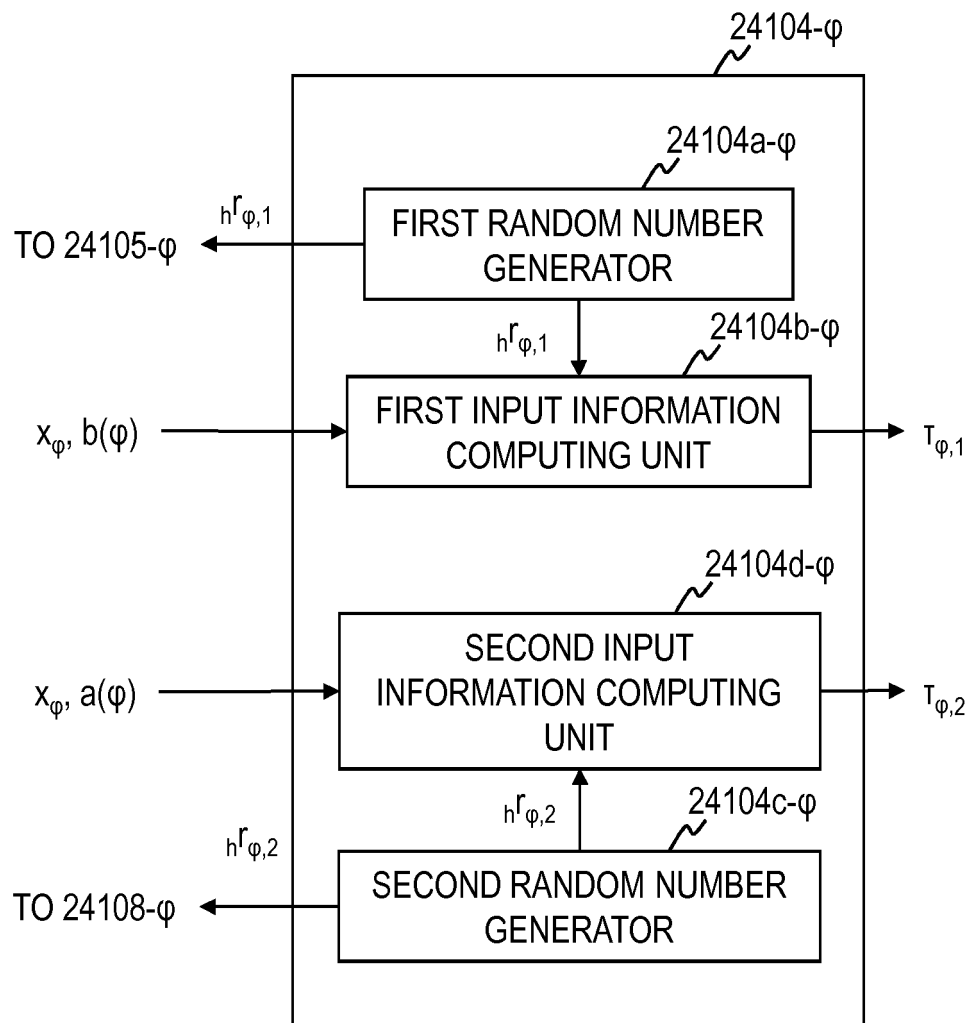 24104-φ
24104a-φ
hrφ,1
TO 24105-φ
FIRST RANDOM NUMBER
GENERATOR
hrφ,1
24104b-φ
xφ, b(φ)
FIRST INPUT INFORMATION
COMPUTING UNIT
τφ,1
24104d-φ
xφ, a(φ)
SECOND INPUT
INFORMATION COMPUTING
UNIT
τφ,2
hrφ,2
24104c-φ
hrφ,2
TO 24108-φ
SECOND RANDOM NUMBER
GENERATOR